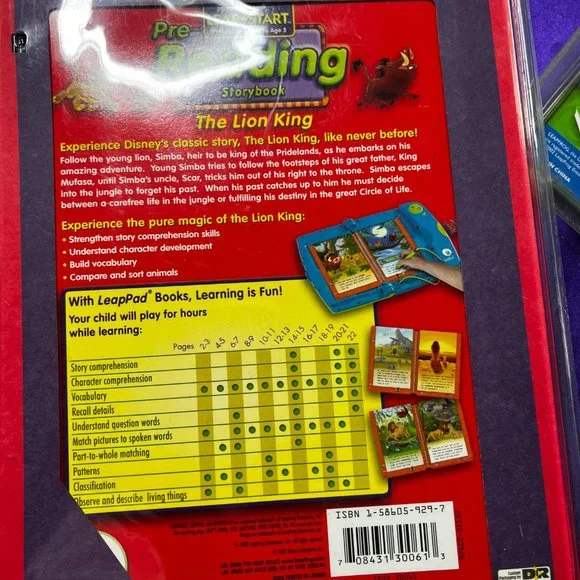 START
Age 5
Pre-
Reading
Storybook
The Lion King
Experience Disney's classic story, The Lion King, like never before!
Follow the young lion, Simba, heir to be king of the Pridelands, as he embarks on his
amazing adventure. Young Simba tries to follow the footsteps of his great father, King
Mufasa, until Simba's uncle, Scar, tricks him out of his right to the throne. Simba escapes
into the jungle to forget his past. When his past catches up to him he must decide
between a-carefree life in the jungle or fulfilling his destiny in the great Circle of Life.
Experience the pure magic of the Lion King:
• Strengthen story comprehension skills
• Understand character development
• Build vocabulary
• Compare and sort animals
With LeapPad® Books, Learning is Fun!
Your child will play for hours
while learning:
Pages 2-3 4-5 6-7 8-9 10-11 12-13 14-15 16-17 18-19 20-21 22
Story comprehension
Character comprehension
Vocabulary
Recall details
Understand question words
Match pictures to spoken words
Part-to-whole matching
Patterns
Classification
Observe and describe living things
ISBN 1-58605-929-7
7 08431 30061 3
CHINA